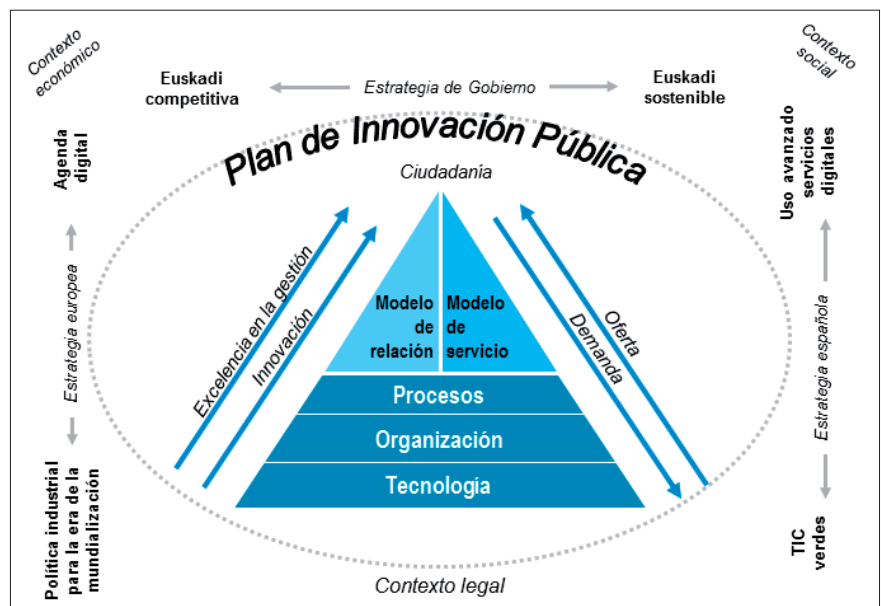 Contexto
económico
Euskadi
competitiva
Estrategia de Gobierno
Euskadi
sostenible
Contexto
social
Plan de Innovación Pública
Ciudadanía
Agenda
digital
Estrategia europea
Política industrial
para la era de la
mundialización
Excelencia en la gestión
Innovación
Modelo
de
relación
Modelo
de
servicio
Procesos
Organización
Tecnología
Demanda
Oferta
Uso avanzado
servicios
digitales
Estrategia española
TIC
verdes
Contexto legal